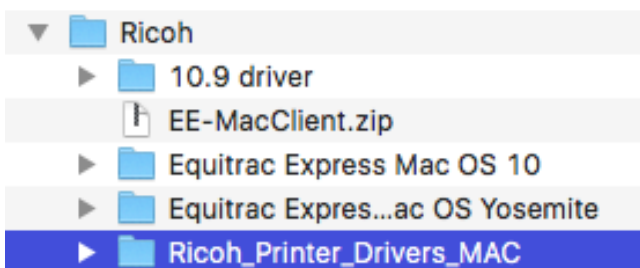 Ricoh
10.9 driver
EE-MacClient.zip
Equitrac Express Mac OS 10
Equitrac Expres...ac OS Yosemite
Ricoh_Printer_Drivers_MAC